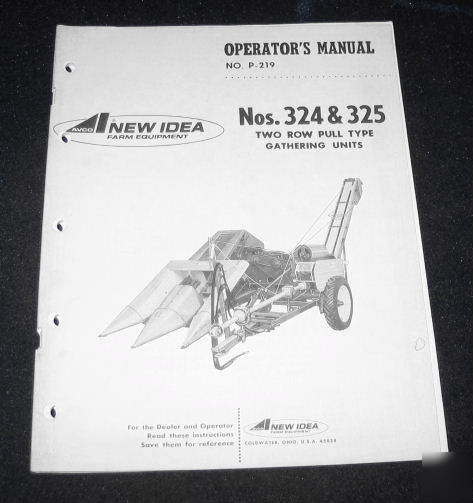 OPERATOR'S MANUAL
NO. P-219
Nos. 324 & 325
TWO ROW PULL TYPE
GATHERING UNITS
AVCO NEW IDEA
FARM EQUIPMENT
For the Dealer and Operator
Read these instructions
Save them for reference
AVCO NEW IDEA
FARM EQUIPMENT
COLDWATER, OHIO, U.S.A. 45828